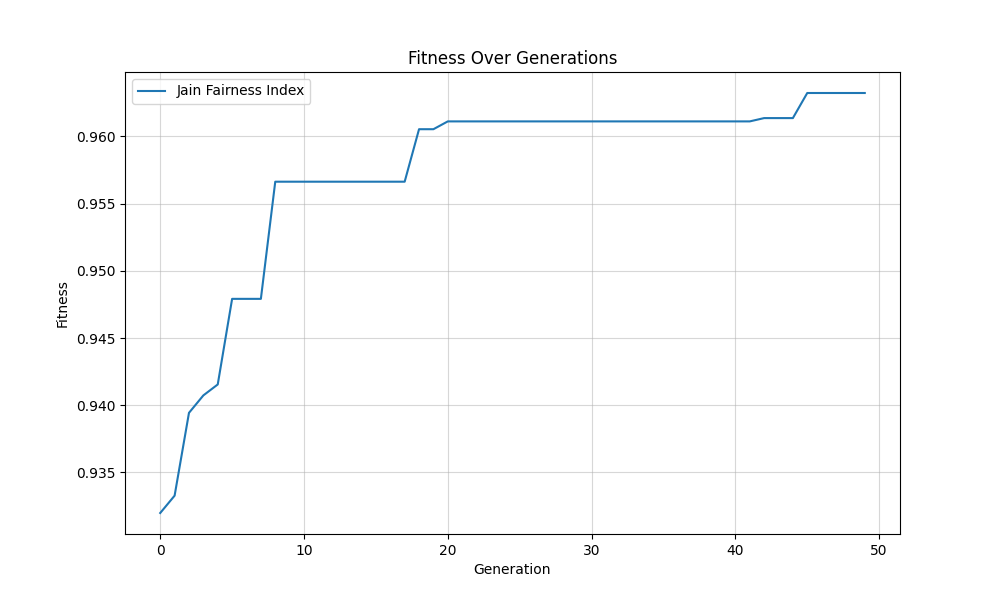 Fitness Over Generations
Jain Fairness Index
0.960
0.955
0.950
0.945
0.940
0.935
Fitness
0 10 20 30 40 50
Generation